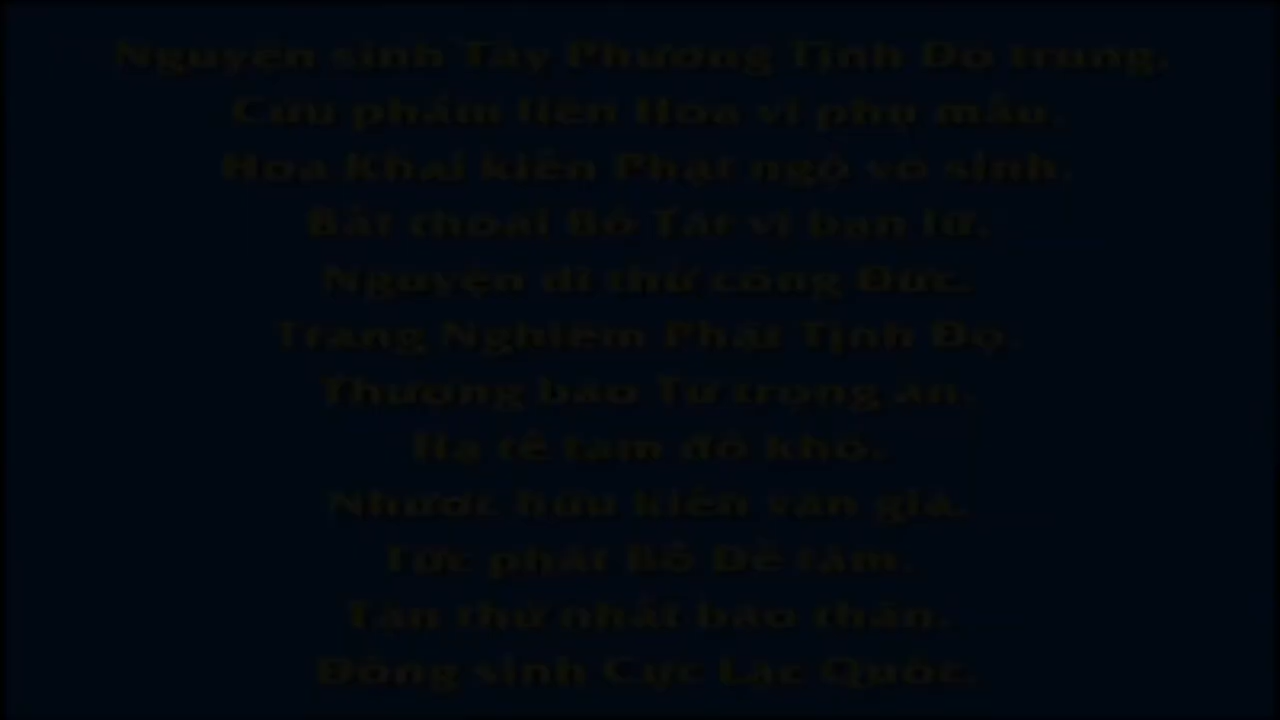 Nguyện sinh Tây Phương Tịnh Độ trung,
Cửu phẩm liên Hoa vi phụ mẫu,
Hoa Khai kiến Phật ngộ vô sinh,
Bất thoái Bồ Tát vi bạn lữ.
Nguyện dĩ thử công Đức,
Trang Nghiêm Phật Tịnh Độ.
Thượng báo Tứ trọng ân,
Hạ tế tam đồ khổ.
Nhược hữu kiến văn giả,
Tức phát Bồ Đề tâm.
Tận thử nhất báo thân,
Đồng sinh Cực Lạc Quốc.